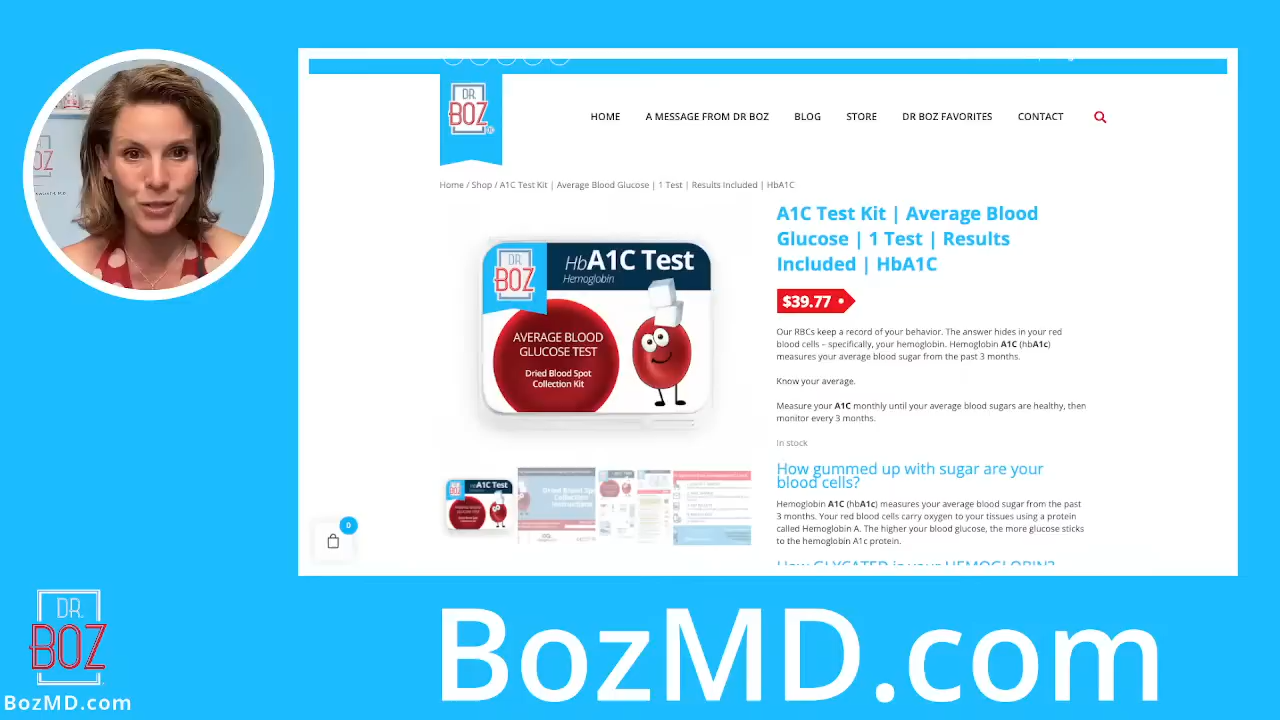 DR.
BOZ
HOME
A MESSAGE FROM DR BOZ
BLOG
STORE
DR BOZ FAVORITES
CONTACT
Home / Shop / A1C Test Kit | Average Blood Glucose | 1 Test | Results Included | HbA1C
DR.
BOZ
HbA1C Test
Hemoglobin
AVERAGE BLOOD
GLUCOSE TEST
Dried Blood Spot
Collection Kit
A1C Test Kit | Average Blood
Glucose | 1 Test | Results
Included | HbA1C
$39.77
Our RBCs keep a record of your behavior. The answer hides in your red
blood cells – specifically, your hemoglobin. Hemoglobin A1C (hbA1c)
measures your average blood sugar from the past 3 months.
Know your average.
Measure your A1C monthly until your average blood sugars are healthy, then
monitor every 3 months.
In stock
How gummed up with sugar are your
blood cells?
Hemoglobin A1C (hbA1c) measures your average blood sugar from the past
3 months. Your red blood cells carry oxygen to your tissues using a protein
called Hemoglobin A. The higher your blood glucose, the more glucose sticks
to the hemoglobin A1c protein.
How GLYCATED is your HEMOGLOBIN?
A1C Test
0
DR.
BOZ
BozMD.com
BozMD.com